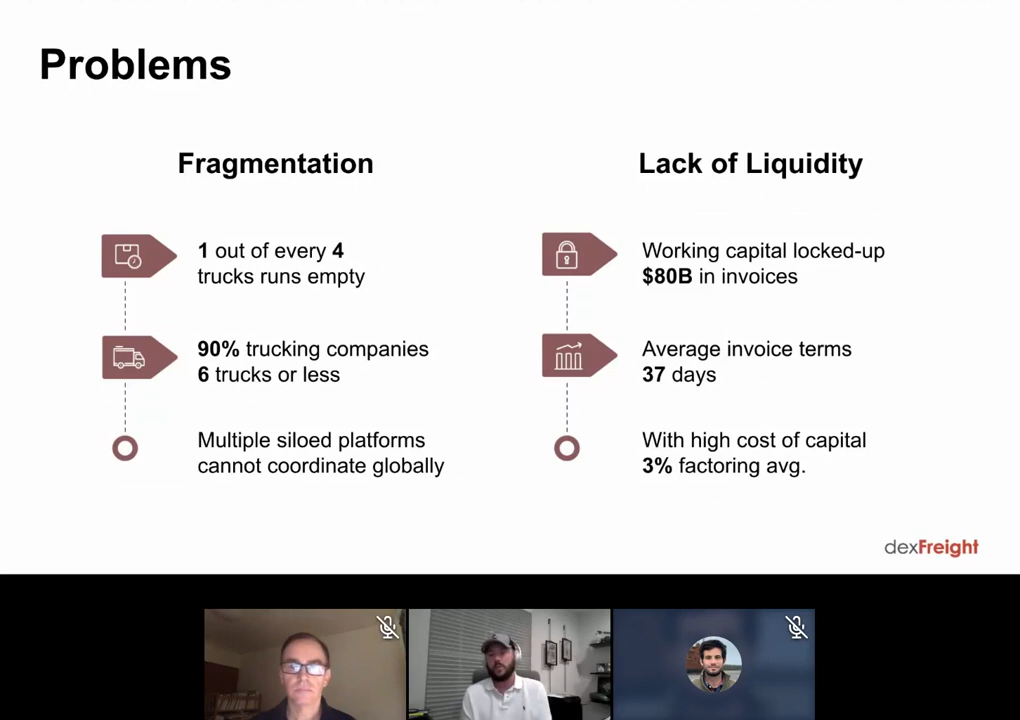 Problems
Fragmentation
1 out of every 4
trucks runs empty
90% trucking companies
6 trucks or less
Multiple siloed platforms
cannot coordinate globally
Lack of Liquidity
Working capital locked-up
$80B in invoices
Average invoice terms
37 days
With high cost of capital
3% factoring avg.
dexFreight